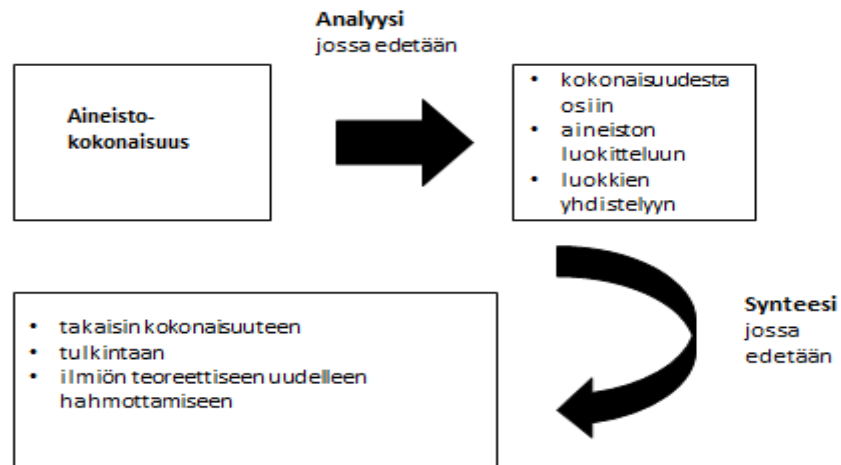 Analyysi
jossa edetään
Aineisto-
kokonaisuus
• kokonaisuudesta
osiin
• aineiston
luokitteluun
• luokkien
yhdistelyyn
Synteesi
jossa
edetään
• takaisin kokonaisuuteen
• tulkintaan
• ilmiön teoreettiseen uudelleen
hahmottamiseen